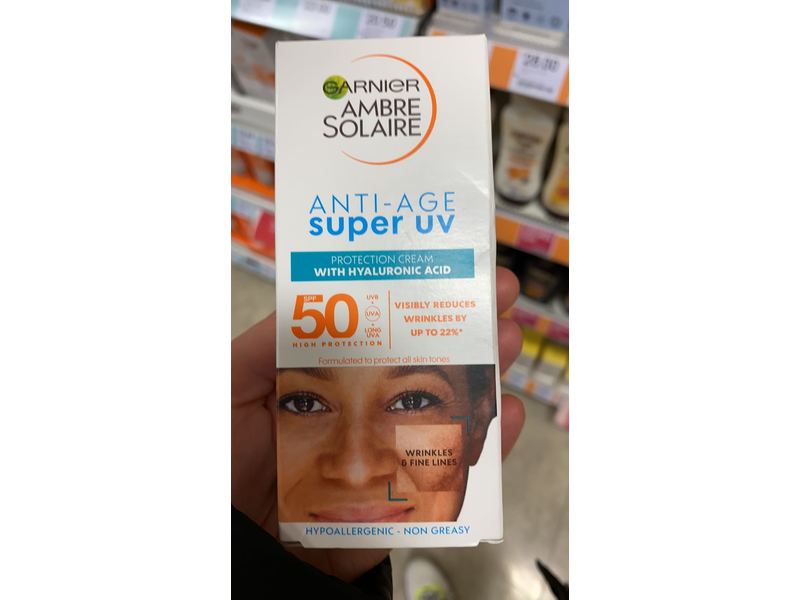 GARNIER
AMBRE
SOLAIRE
ANTI-AGE
super uv
PROTECTION CREAM
WITH HYALURONIC ACID
SPF
50
HIGH PROTECTION
UVB
+
UVA
+
LONG
UVA
VISIBLY REDUCES
WRINKLES BY
UP TO 22%*
Formulated to protect all skin tones
WRINKLES
& FINE LINES
HYPOALLERGENIC - NON GREASY